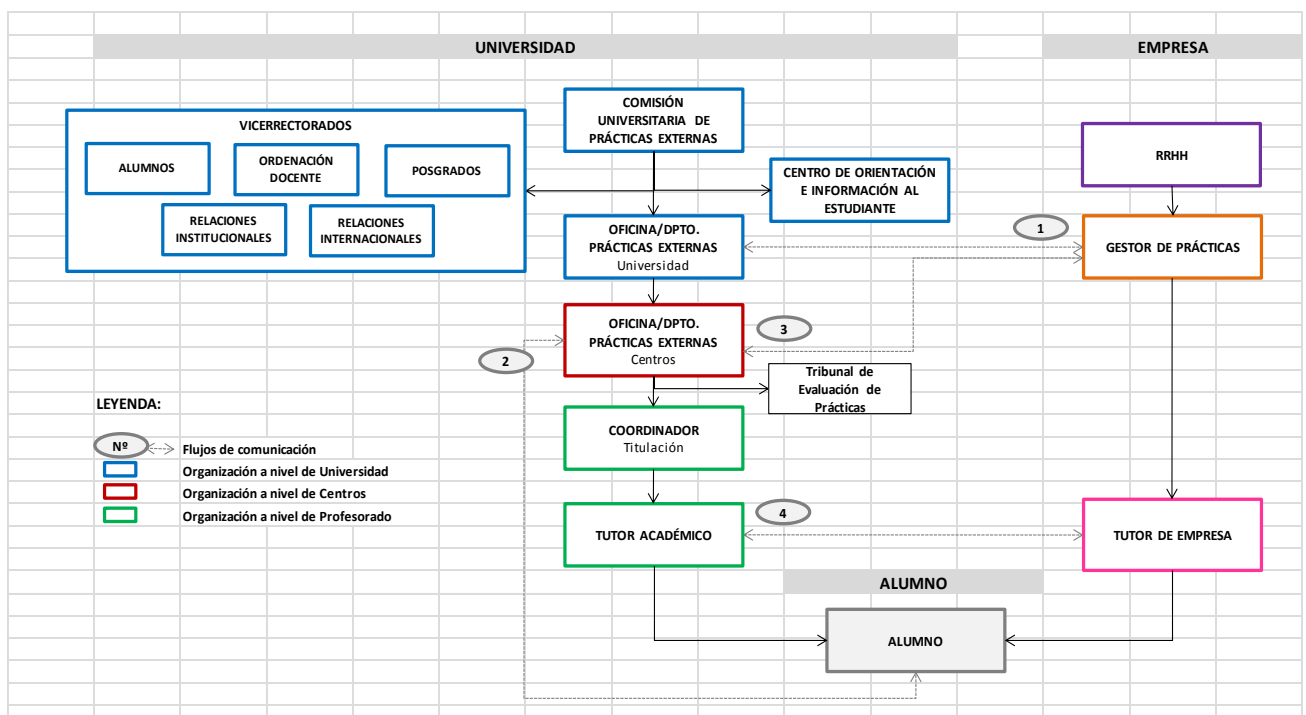 UNIVERSIDAD
EMPRESA
COMISIÓN
UNIVERSITARIA DE
PRÁCTICAS EXTERNAS
VICERRECTORADOS
ALUMNOS
ORDENACIÓN
DOCENTE
POSGRADOS
RELACIONES
INSTITUCIONALES
RELACIONES
INTERNACIONALES
CENTRO DE ORIENTACIÓN
E INFORMACIÓN AL
ESTUDIANTE
RRHH
OFICINA/DPTO.
PRÁCTICAS EXTERNAS
Universidad
1
GESTOR DE PRÁCTICAS
OFICINA/DPTO.
PRÁCTICAS EXTERNAS
Centros
3
2
Tribunal de
Evaluación de
Prácticas
LEYENDA:
Nº
Flujos de comunicación
Organización a nivel de Universidad
Organización a nivel de Centros
Organización a nivel de Profesorado
COORDINADOR
Titulación
TUTOR ACADÉMICO
4
TUTOR DE EMPRESA
ALUMNO
ALUMNO